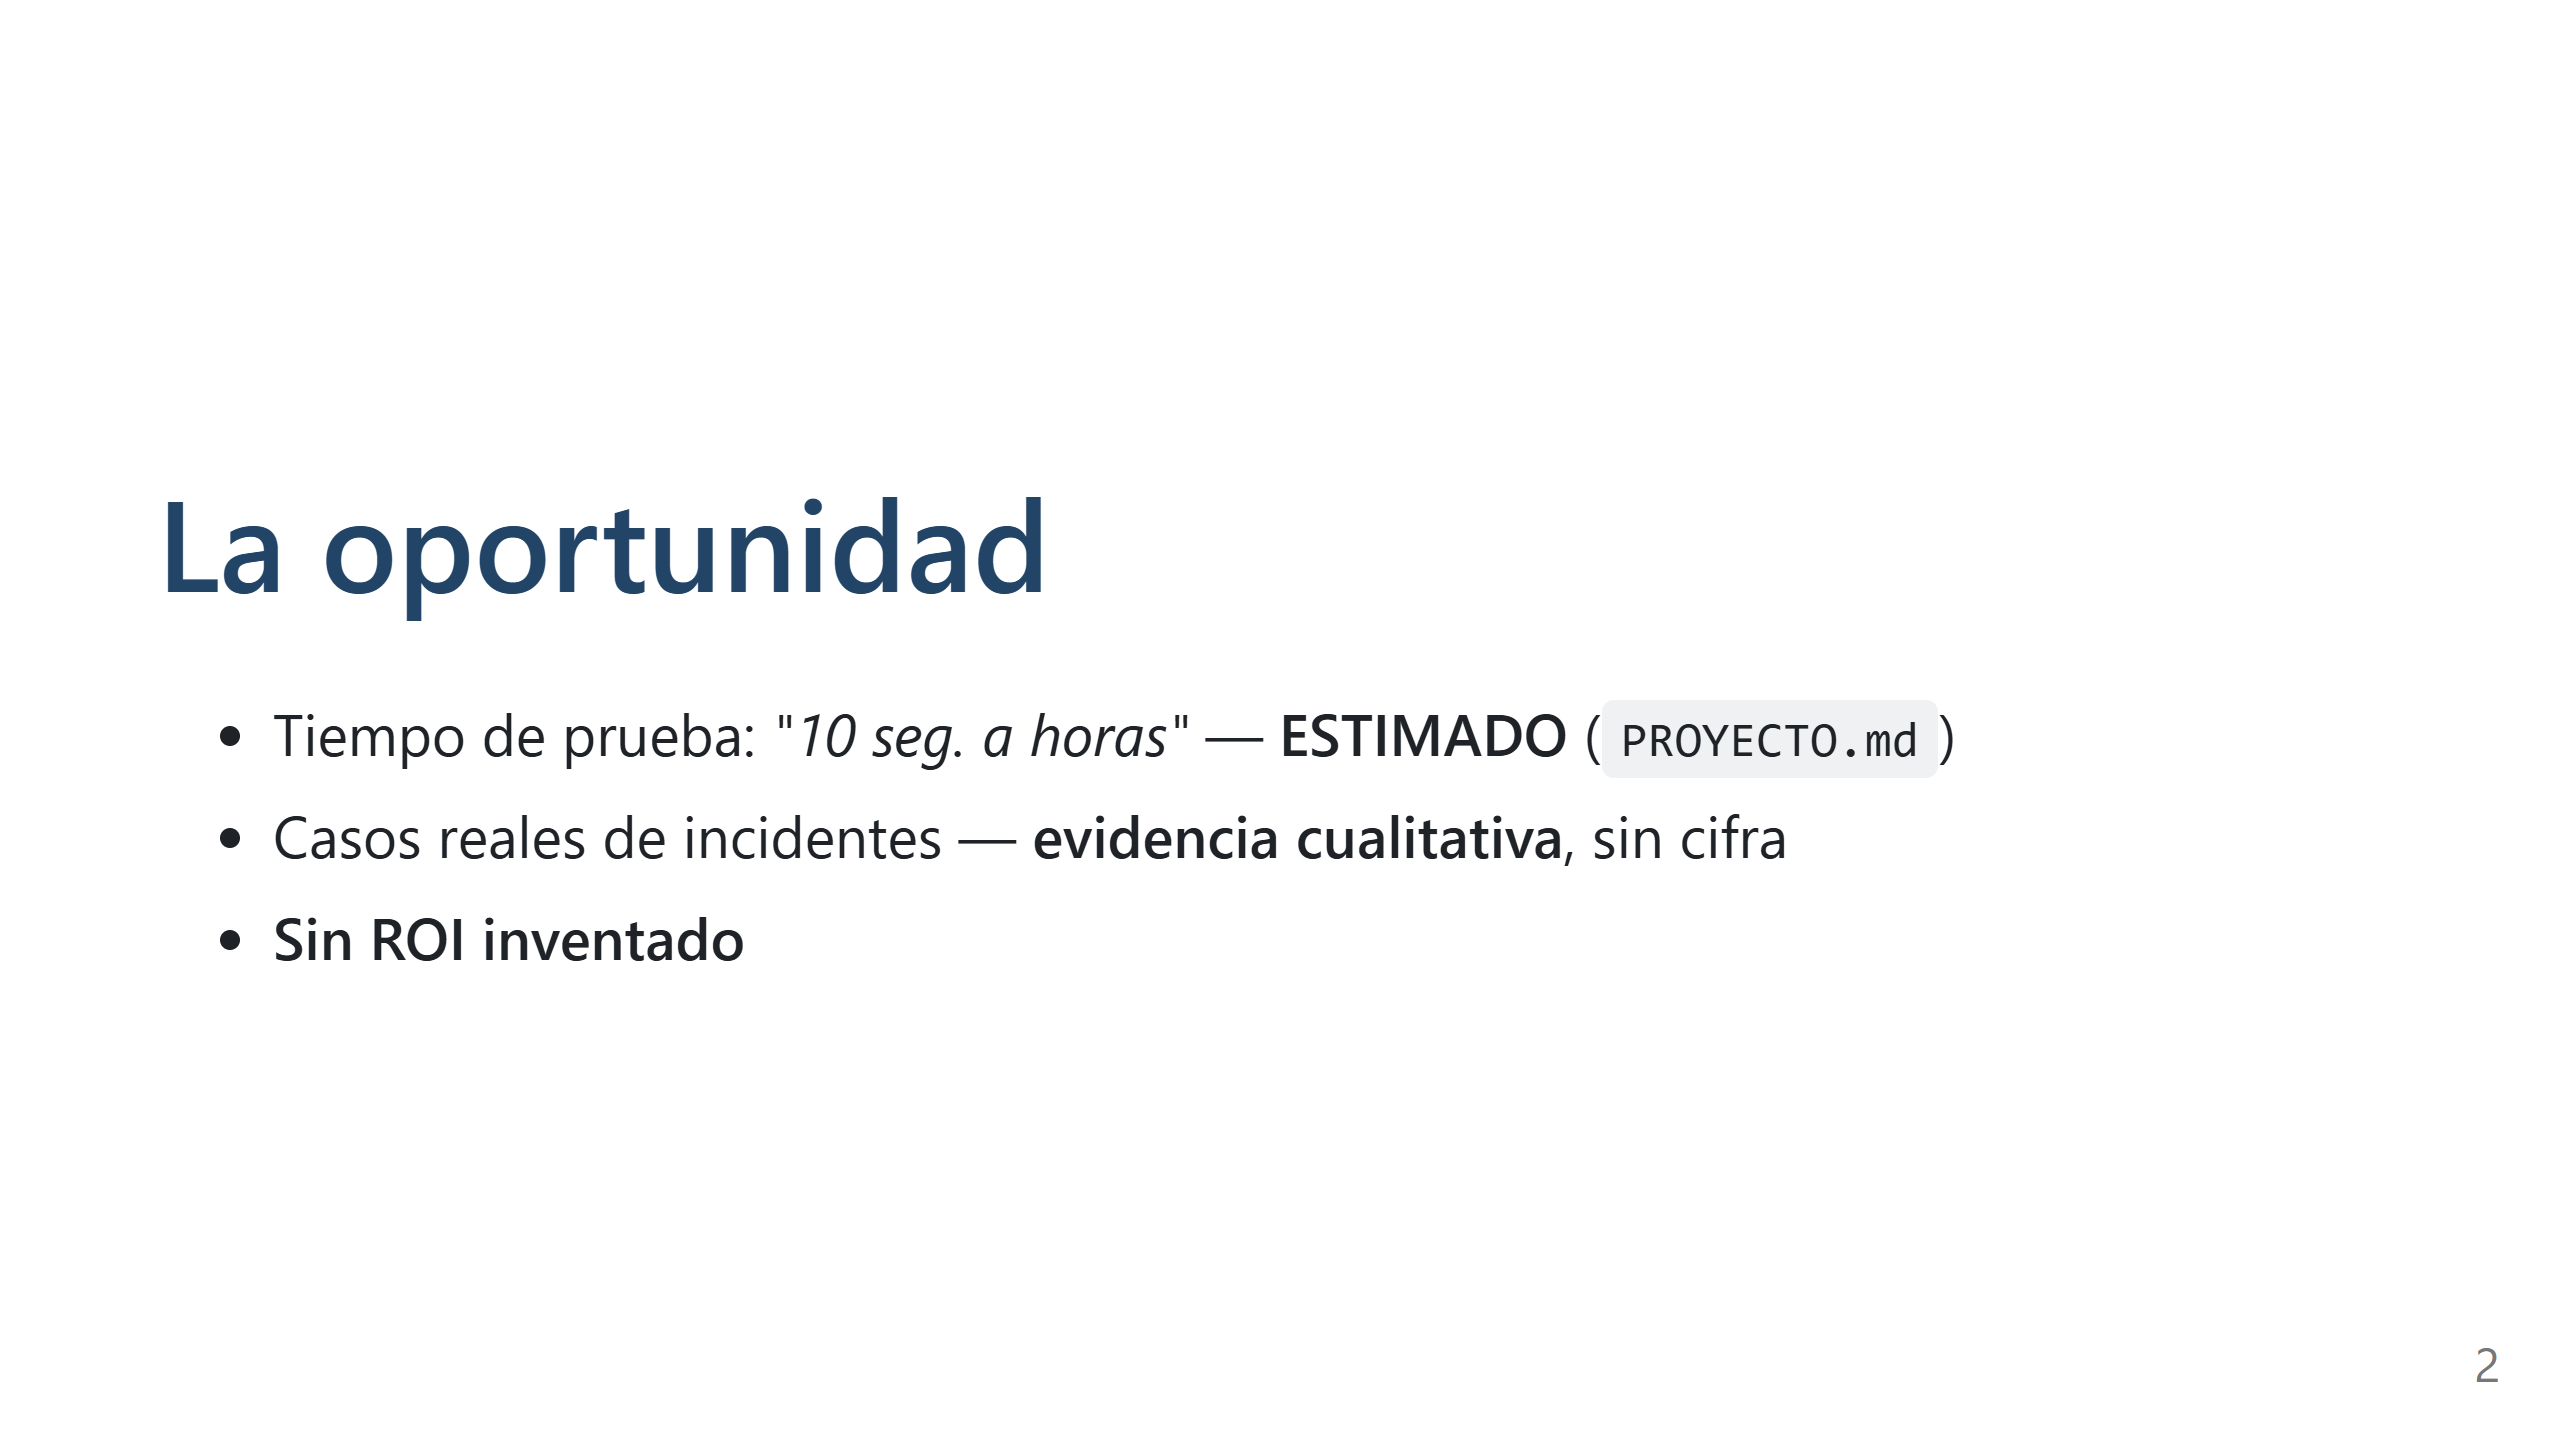 La oportunidad
• Tiempo de prueba: "10 seg. a horas" — ESTIMADO (PROYECTO.md)
• Casos reales de incidentes — evidencia cualitativa, sin cifra
• Sin ROI inventado
2